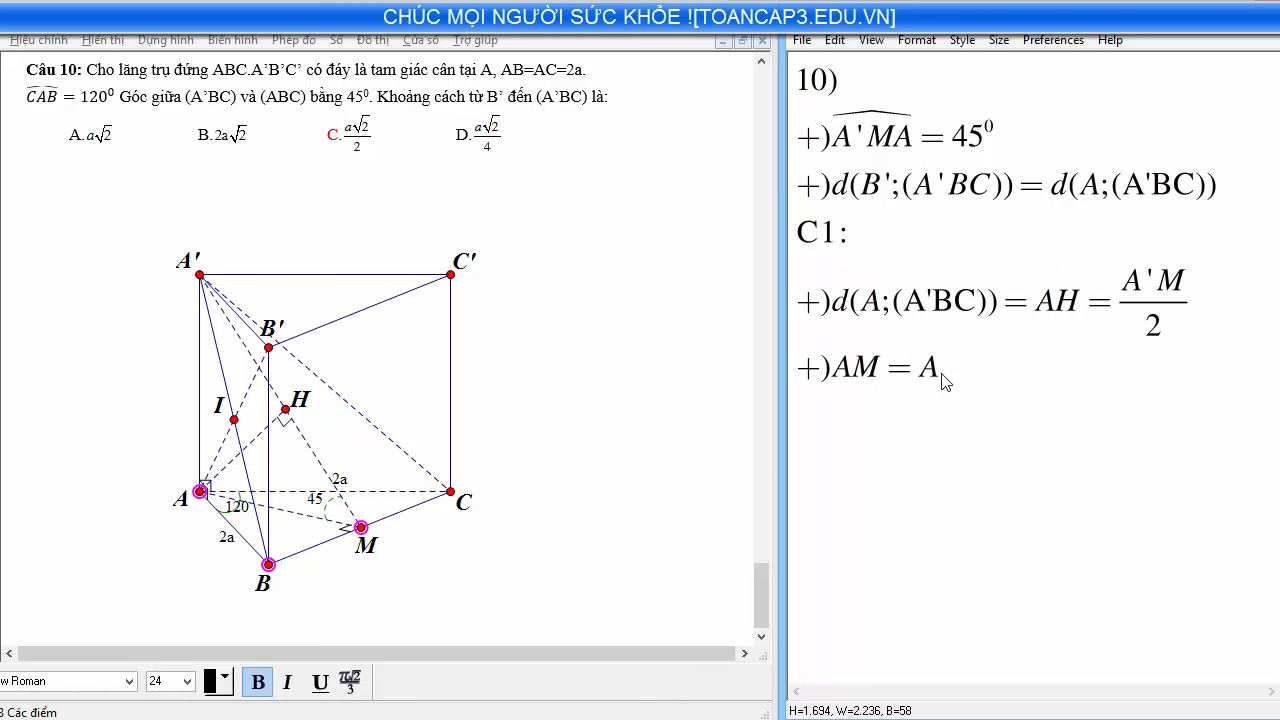 CHÚC MỌI NGƯỜI SỨC KHỎE ![TOANCAP3.EDU.VN]
Hiệu chỉnh Hiển thị Dựng hình Biến hình Phép đo Số Đồ thị Cửa sổ Trợ giúp
File Edit View Format Style Size Preferences Help
Câu 10: Cho lăng trụ đứng ABC.A’B’C’ có đáy là tam giác cân tại A, AB=AC=2a.
CAB = 120⁰ Góc giữa (A’BC) và (ABC) bằng 45⁰. Khoảng cách từ B’ đến (A’BC) là:
A. a√2 B. 2a√2 C. a√2/2 D. a√2/4
A' C'
B'
I H
2a
A 120 45 C
2a
M
B
10)
+)A'MA = 45⁰
+)d(B';(A'BC)) = d(A;(A'BC))
C1:
+)d(A;(A'BC)) = AH = A'M/2
+)AM = A
w Roman 24 B I U
3 Các điểm
H=1.694, W=2.236, B=58